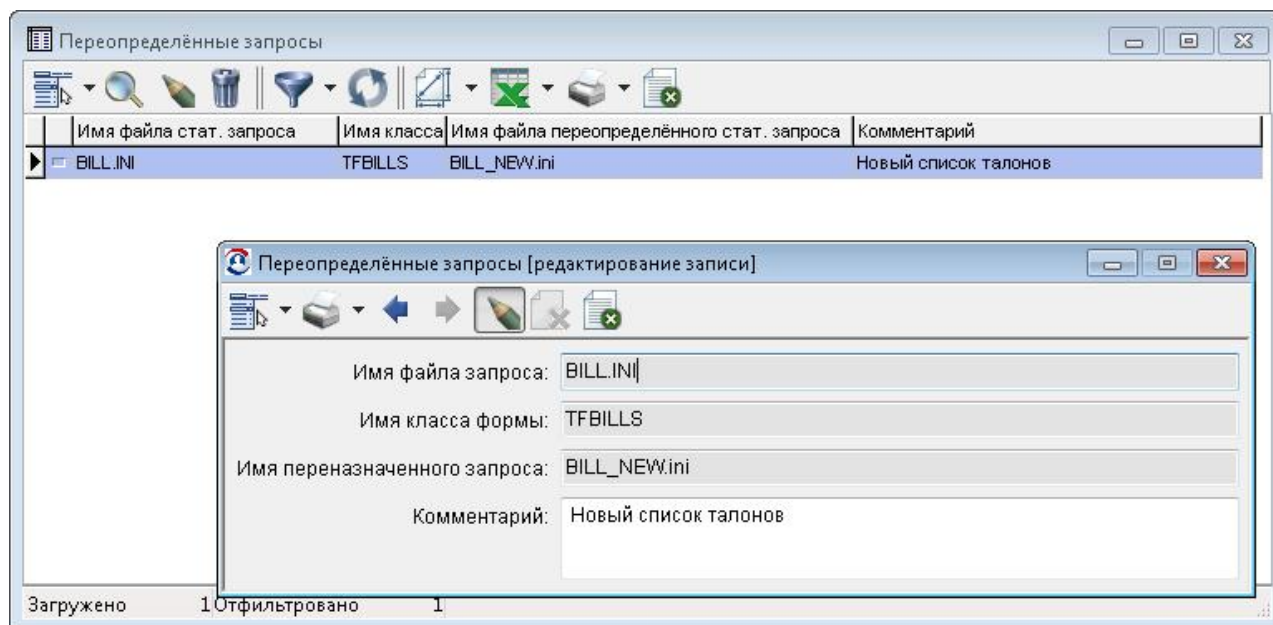 Переопределённые запросы
Имя файла стат. запроса Имя класса Имя файла переопределённого стат. запроса Комментарий
BILL.INI TFBILLS BILL_NEW.ini Новый список талонов
Переопределённые запросы [редактирование записи]
Имя файла запроса: BILL.INI
Имя класса формы: TFBILLS
Имя переназначенного запроса: BILL_NEW.ini
Комментарий: Новый список талонов
Загружено 1 Отфильтровано 1